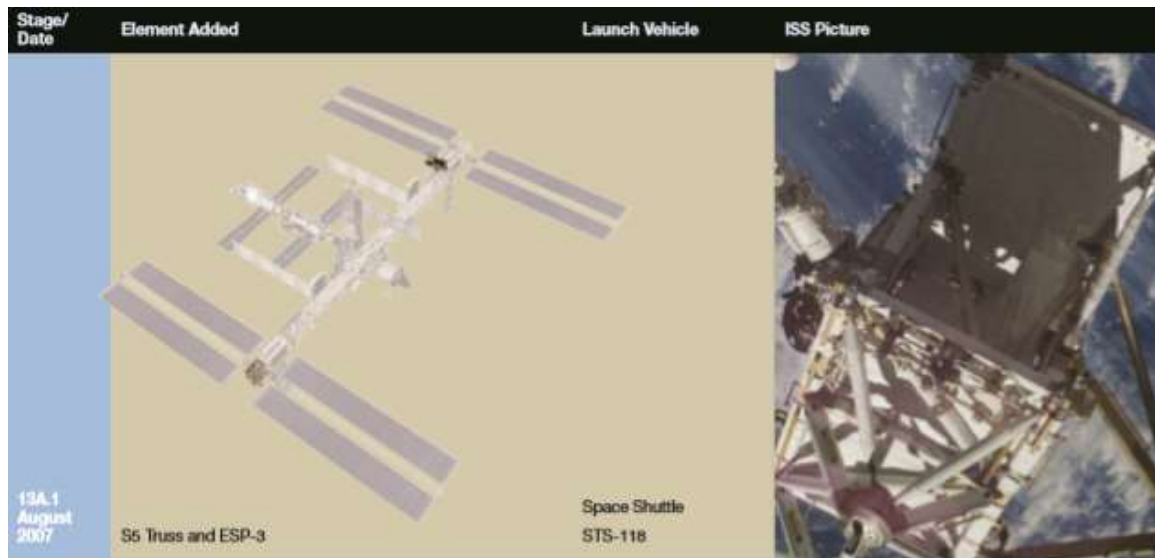 Stage/
Date
Element Added
Launch Vehicle
ISS Picture
13A.1
August
2007
S5 Truss and ESP-3
Space Shuttle
STS-118